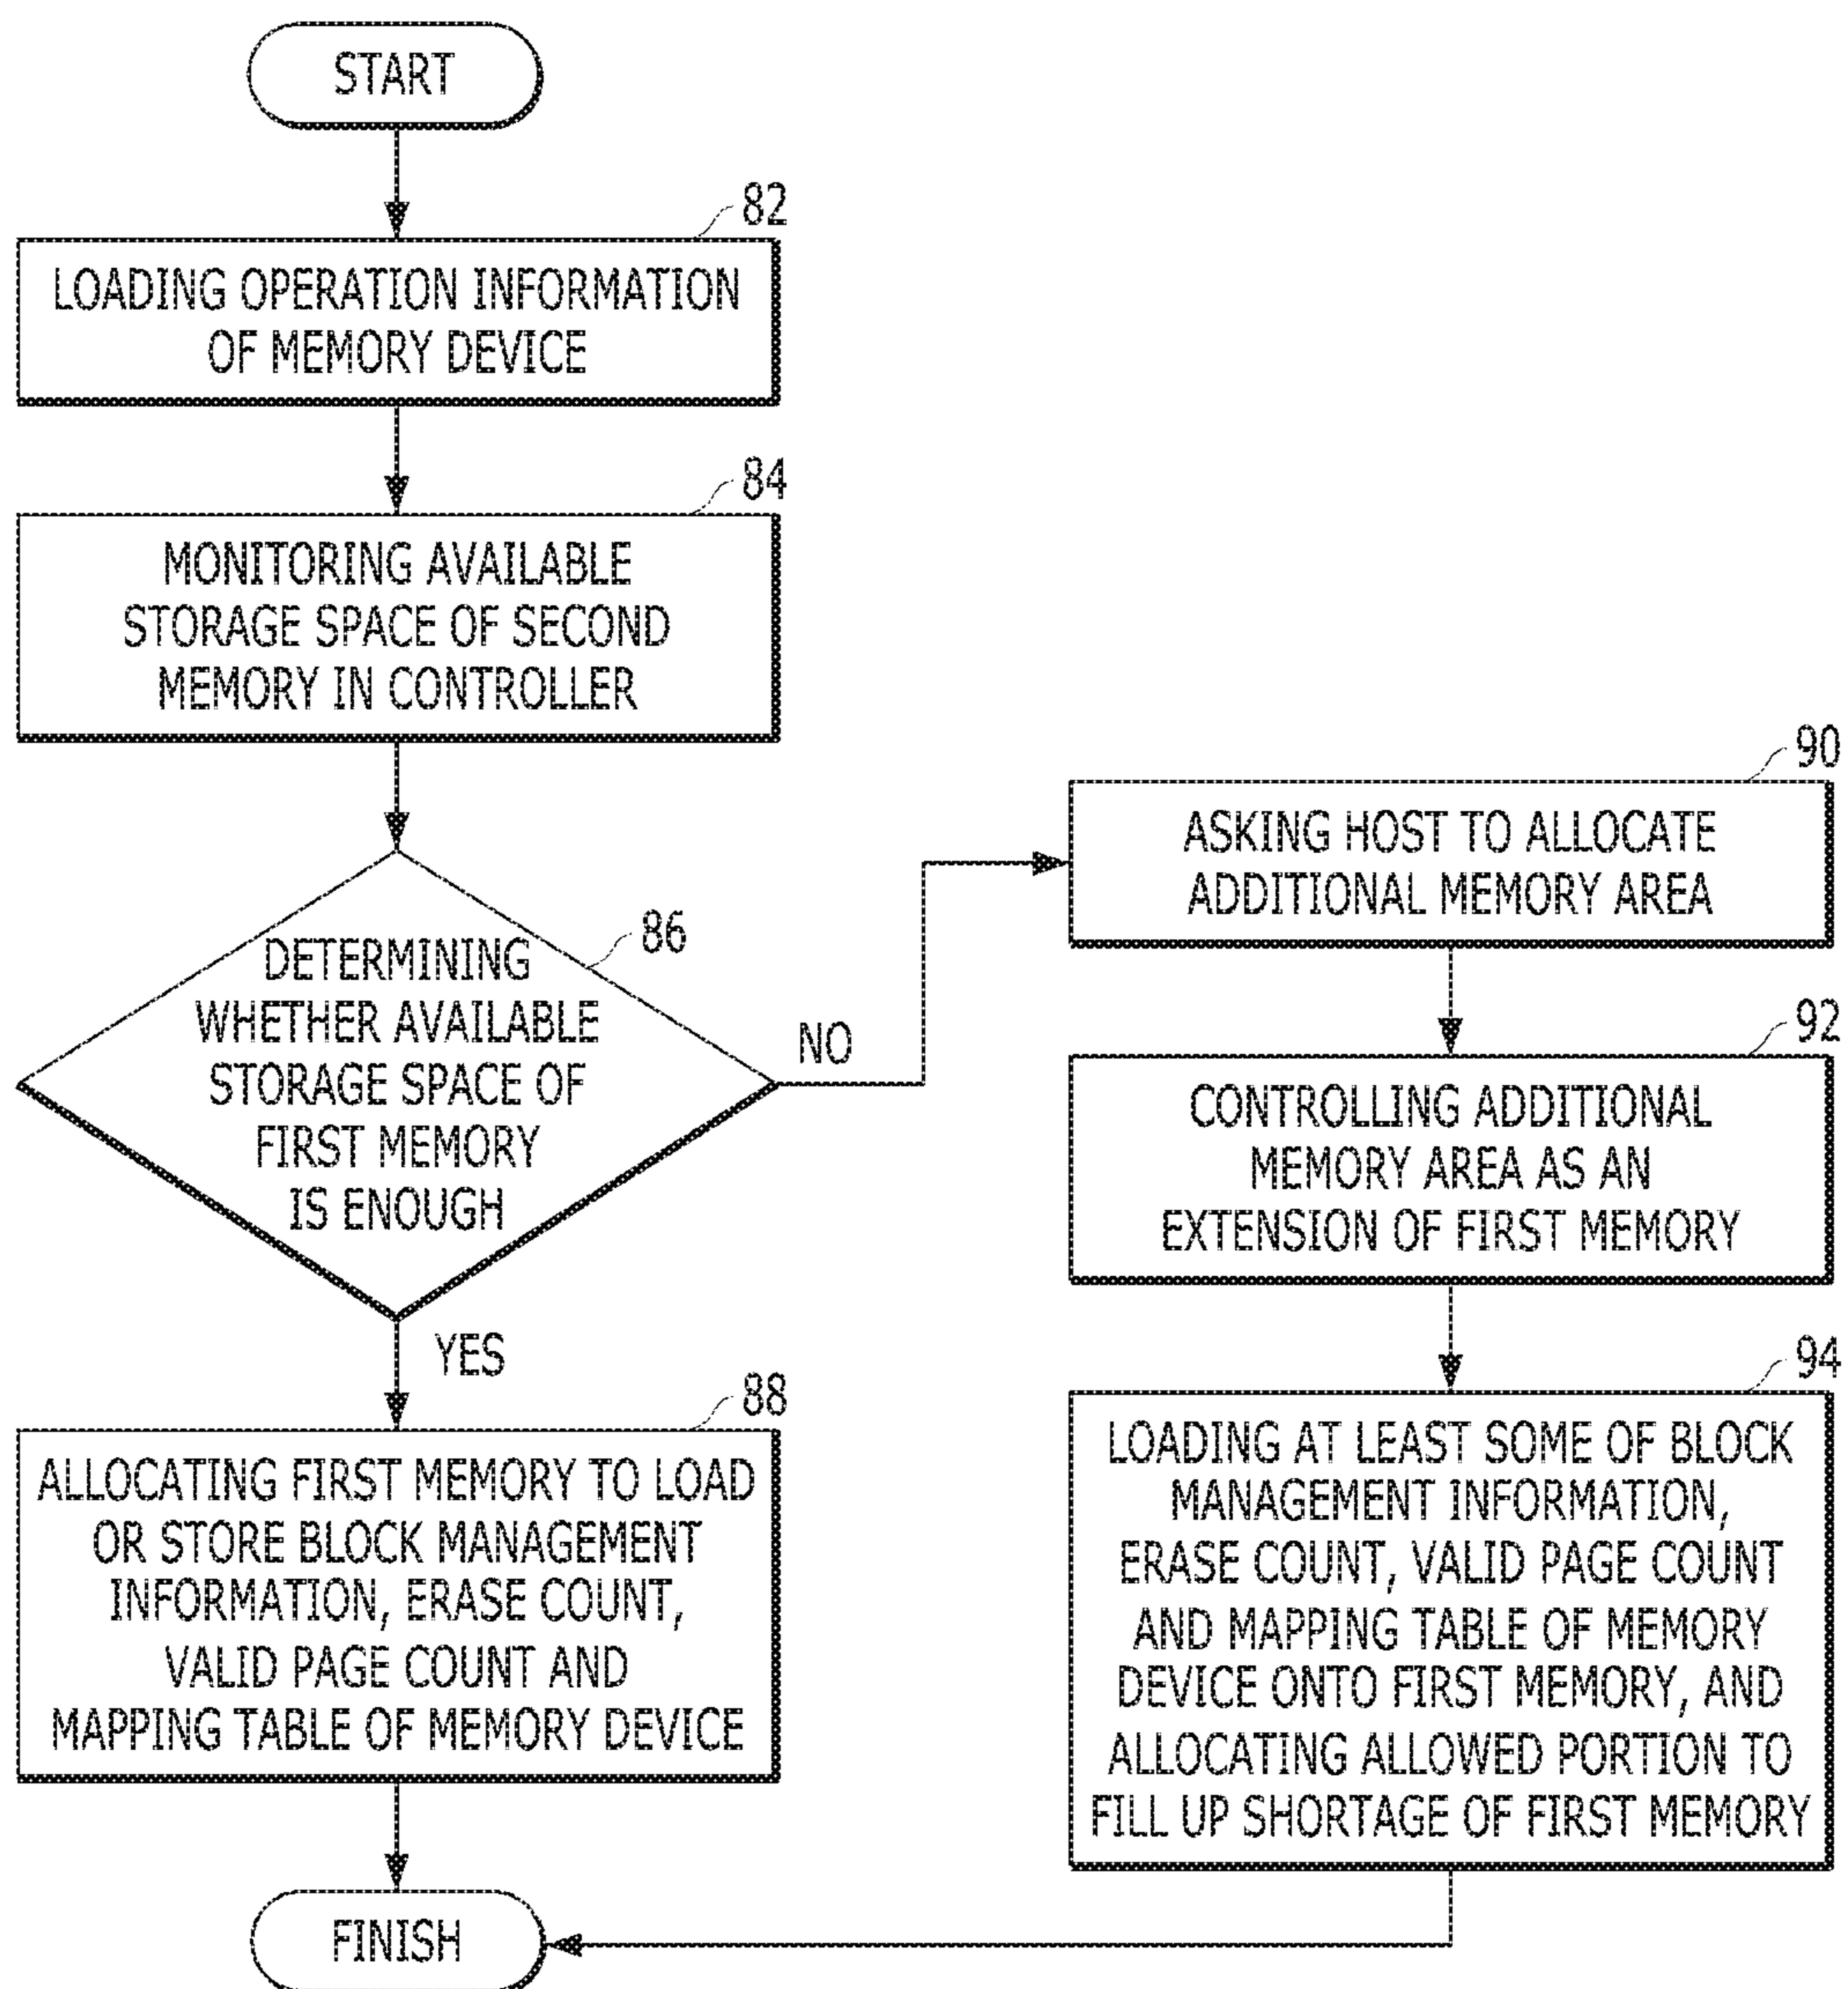 START
82
LOADING OPERATION INFORMATION
OF MEMORY DEVICE
84
MONITORING AVAILABLE
STORAGE SPACE OF SECOND
MEMORY IN CONTROLLER
86
DETERMINING
WHETHER AVAILABLE
STORAGE SPACE OF
FIRST MEMORY
IS ENOUGH
NO
YES
88
ALLOCATING FIRST MEMORY TO LOAD
OR STORE BLOCK MANAGEMENT
INFORMATION, ERASE COUNT,
VALID PAGE COUNT AND
MAPPING TABLE OF MEMORY DEVICE
90
ASKING HOST TO ALLOCATE
ADDITIONAL MEMORY AREA
92
CONTROLLING ADDITIONAL
MEMORY AREA AS AN
EXTENSION OF FIRST MEMORY
94
LOADING AT LEAST SOME OF BLOCK
MANAGEMENT INFORMATION,
ERASE COUNT, VALID PAGE COUNT
AND MAPPING TABLE OF MEMORY
DEVICE ONTO FIRST MEMORY, AND
ALLOCATING ALLOWED PORTION TO
FILL UP SHORTAGE OF FIRST MEMORY
FINISH